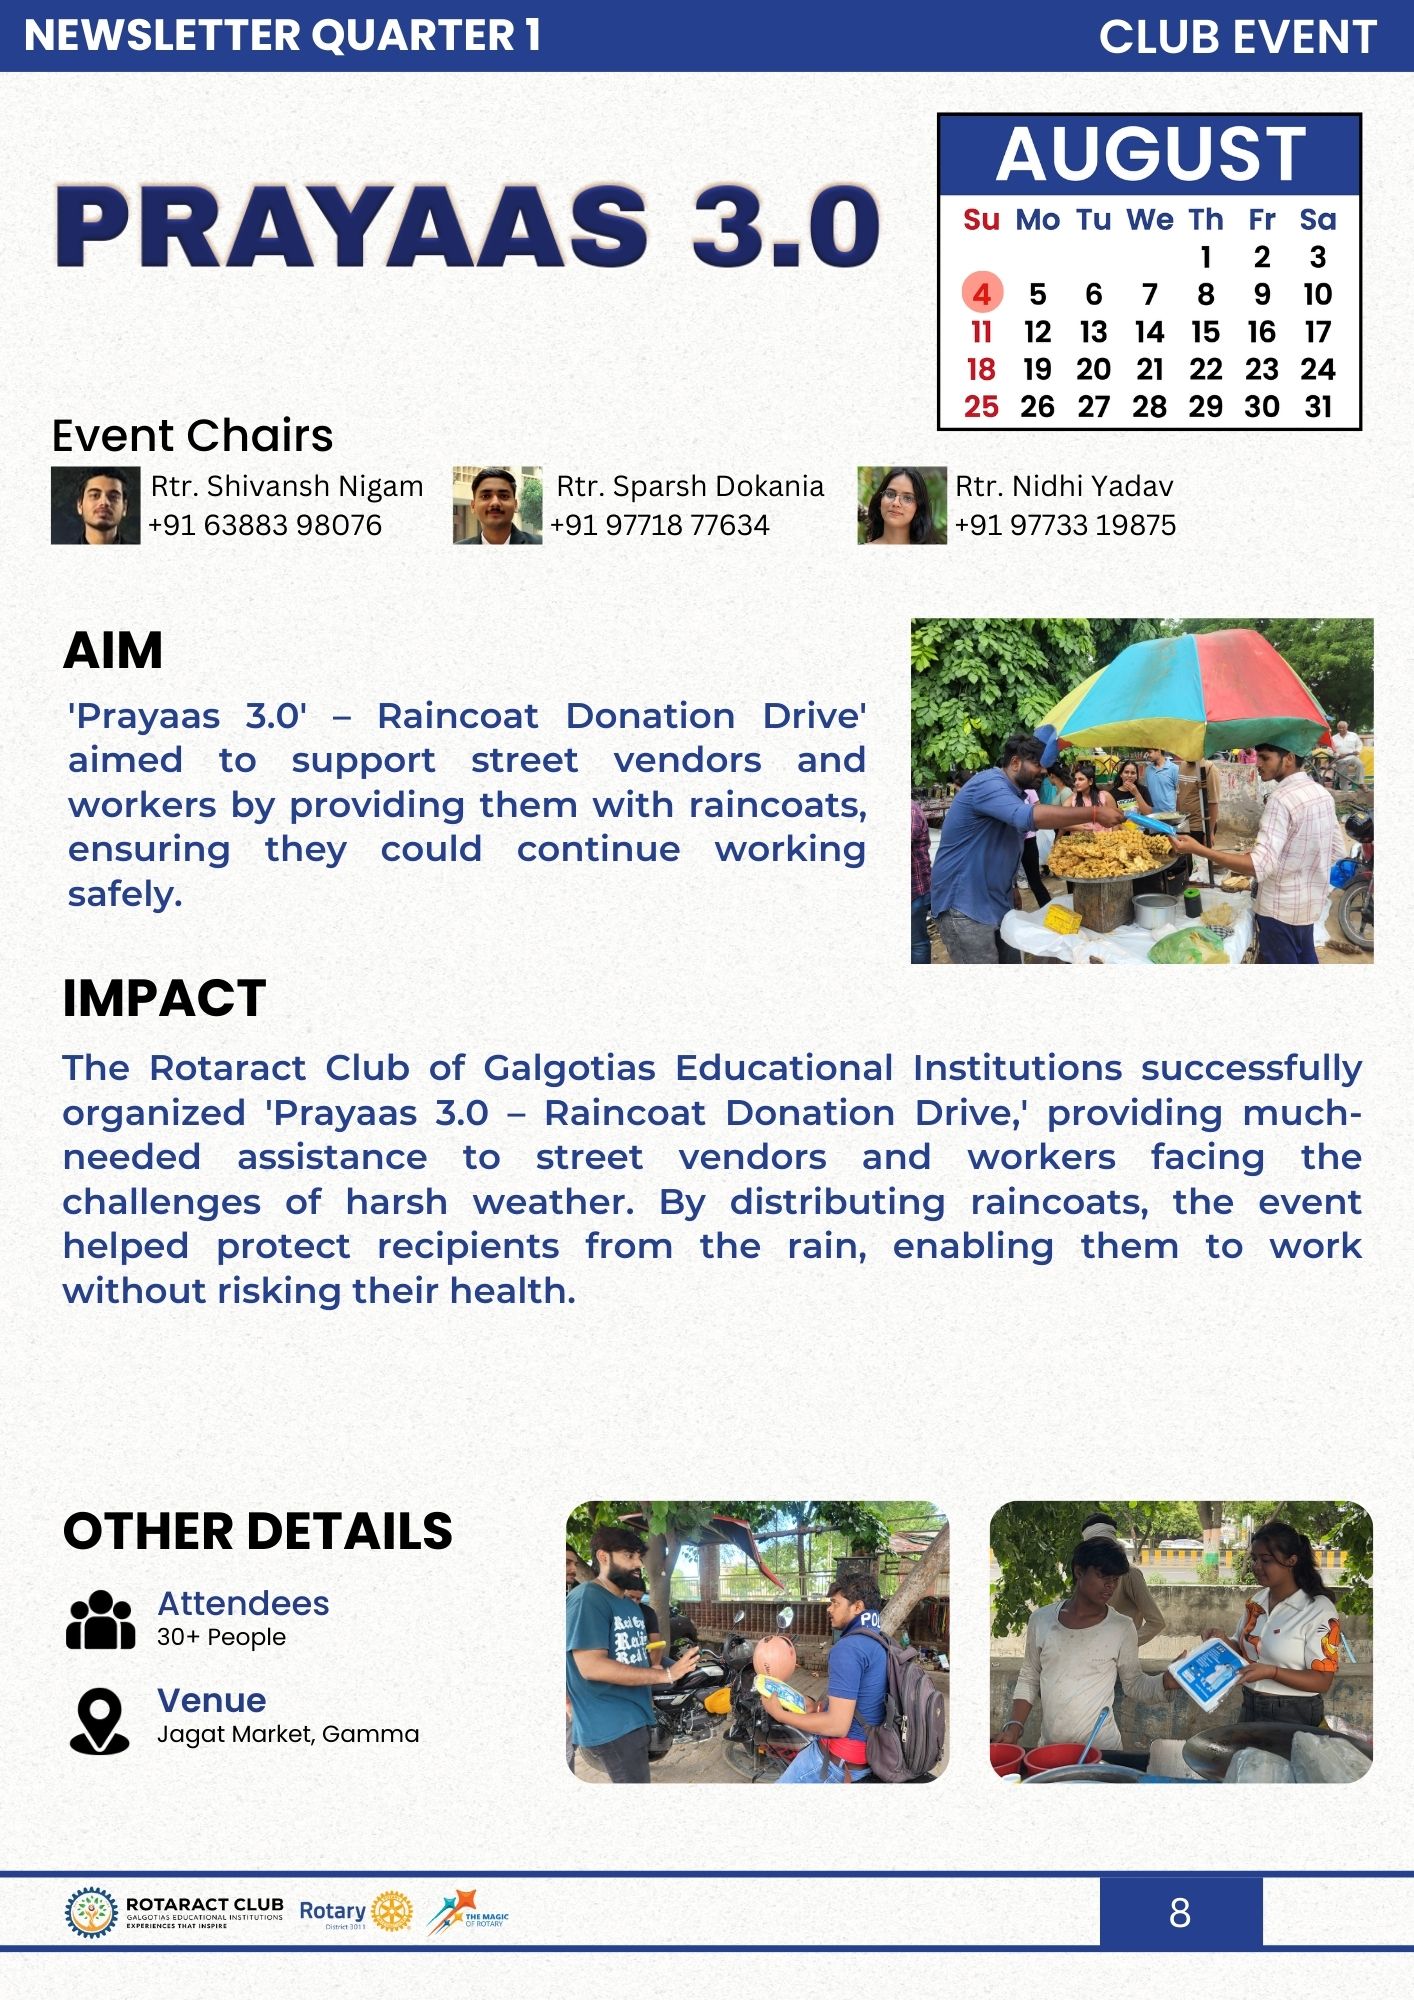 NEWSLETTER QUARTER 1
CLUB EVENT
PRAYAAS 3.0
AUGUST
Su Mo Tu We Th Fr Sa
1 2 3
4 5 6 7 8 9 10
11 12 13 14 15 16 17
18 19 20 21 22 23 24
25 26 27 28 29 30 31
Event Chairs
Rtr. Shivansh Nigam
+91 63883 98076
Rtr. Sparsh Dokania
+91 97718 77634
Rtr. Nidhi Yadav
+91 97733 19875
AIM
'Prayaas 3.0' – Raincoat Donation Drive'
aimed to support street vendors and
workers by providing them with raincoats,
ensuring they could continue working
safely.
IMPACT
The Rotaract Club of Galgotias Educational Institutions successfully
organized 'Prayaas 3.0 – Raincoat Donation Drive,' providing much-
needed assistance to street vendors and workers facing the
challenges of harsh weather. By distributing raincoats, the event
helped protect recipients from the rain, enabling them to work
without risking their health.
OTHER DETAILS
Attendees
30+ People
Venue
Jagat Market, Gamma
ROTARACT CLUB
GALGOTIAS EDUCATIONAL INSTITUTIONS
EXPERIENCES THAT INSPIRE
Rotary
District 3011
THE MAGIC
OF ROTARY
8